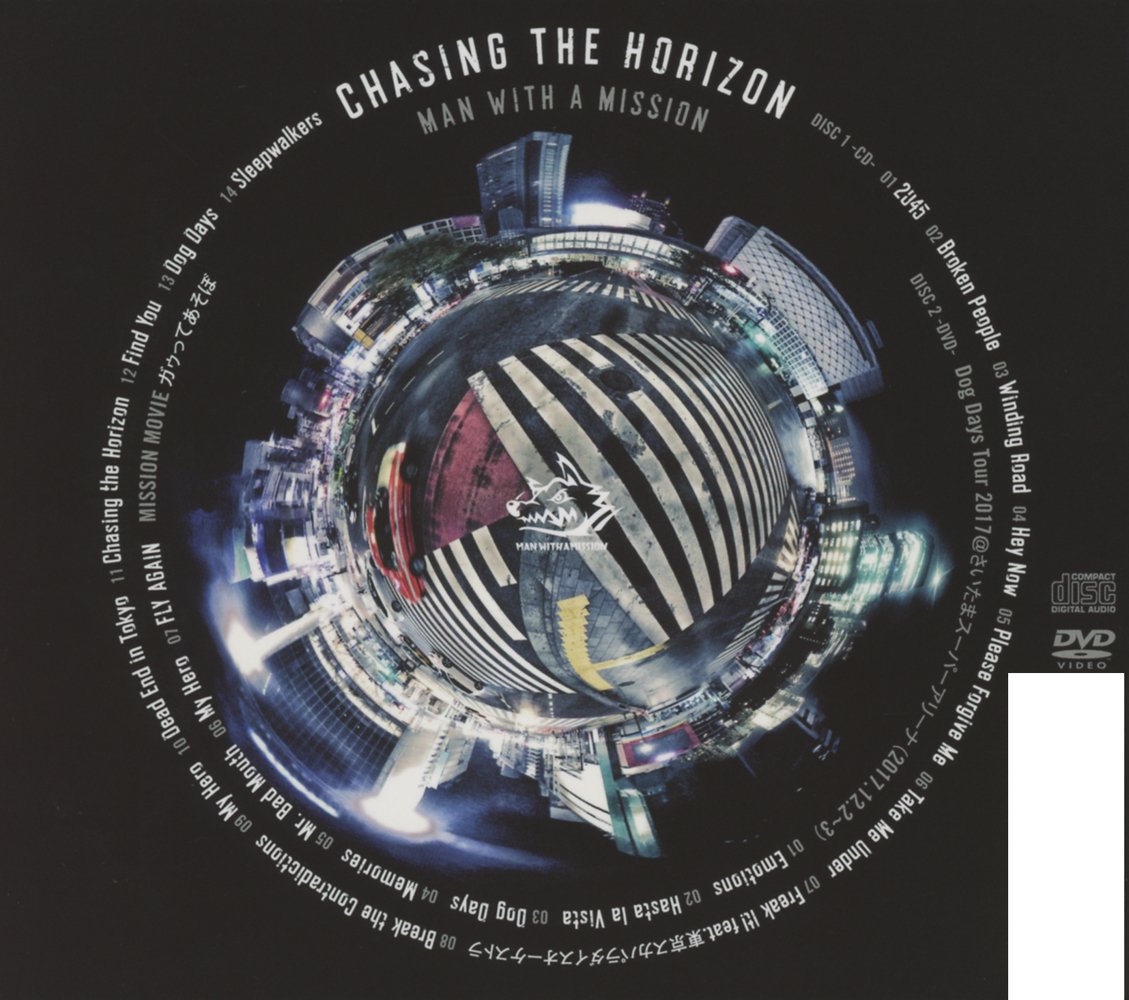 CHASING THE HORIZON
MAN WITH A MISSION
DISC 1 -CD- 01 2045 02 Broken People 03 Winding Road 04 Hey Now 05 Please Forgive Me 06 Take Me Under 07 Freak It! feat.東京スカパラダイスオーケストラ 08 Break the Contradictions 09 My Hero 10 Dead End in Tokyo 11 Chasing the Horizon 12 Find You 13 Dog Days 14 Sleepwalkers
DISC 2 -DVD- Dog Days Tour 2017@さいたまスーパーアリーナ(2017.12.2~3) 01 Emotions 02 Hasta la Vista 03 Dog Days 04 Memories 05 Mr. Bad Mouth 06 My Hero 07 FLY AGAIN MISSION MOVIE ガウってあそぼ
MAN WITH A MISSION
COMPACT
disc
DIGITAL AUDIO
DVD
VIDEO